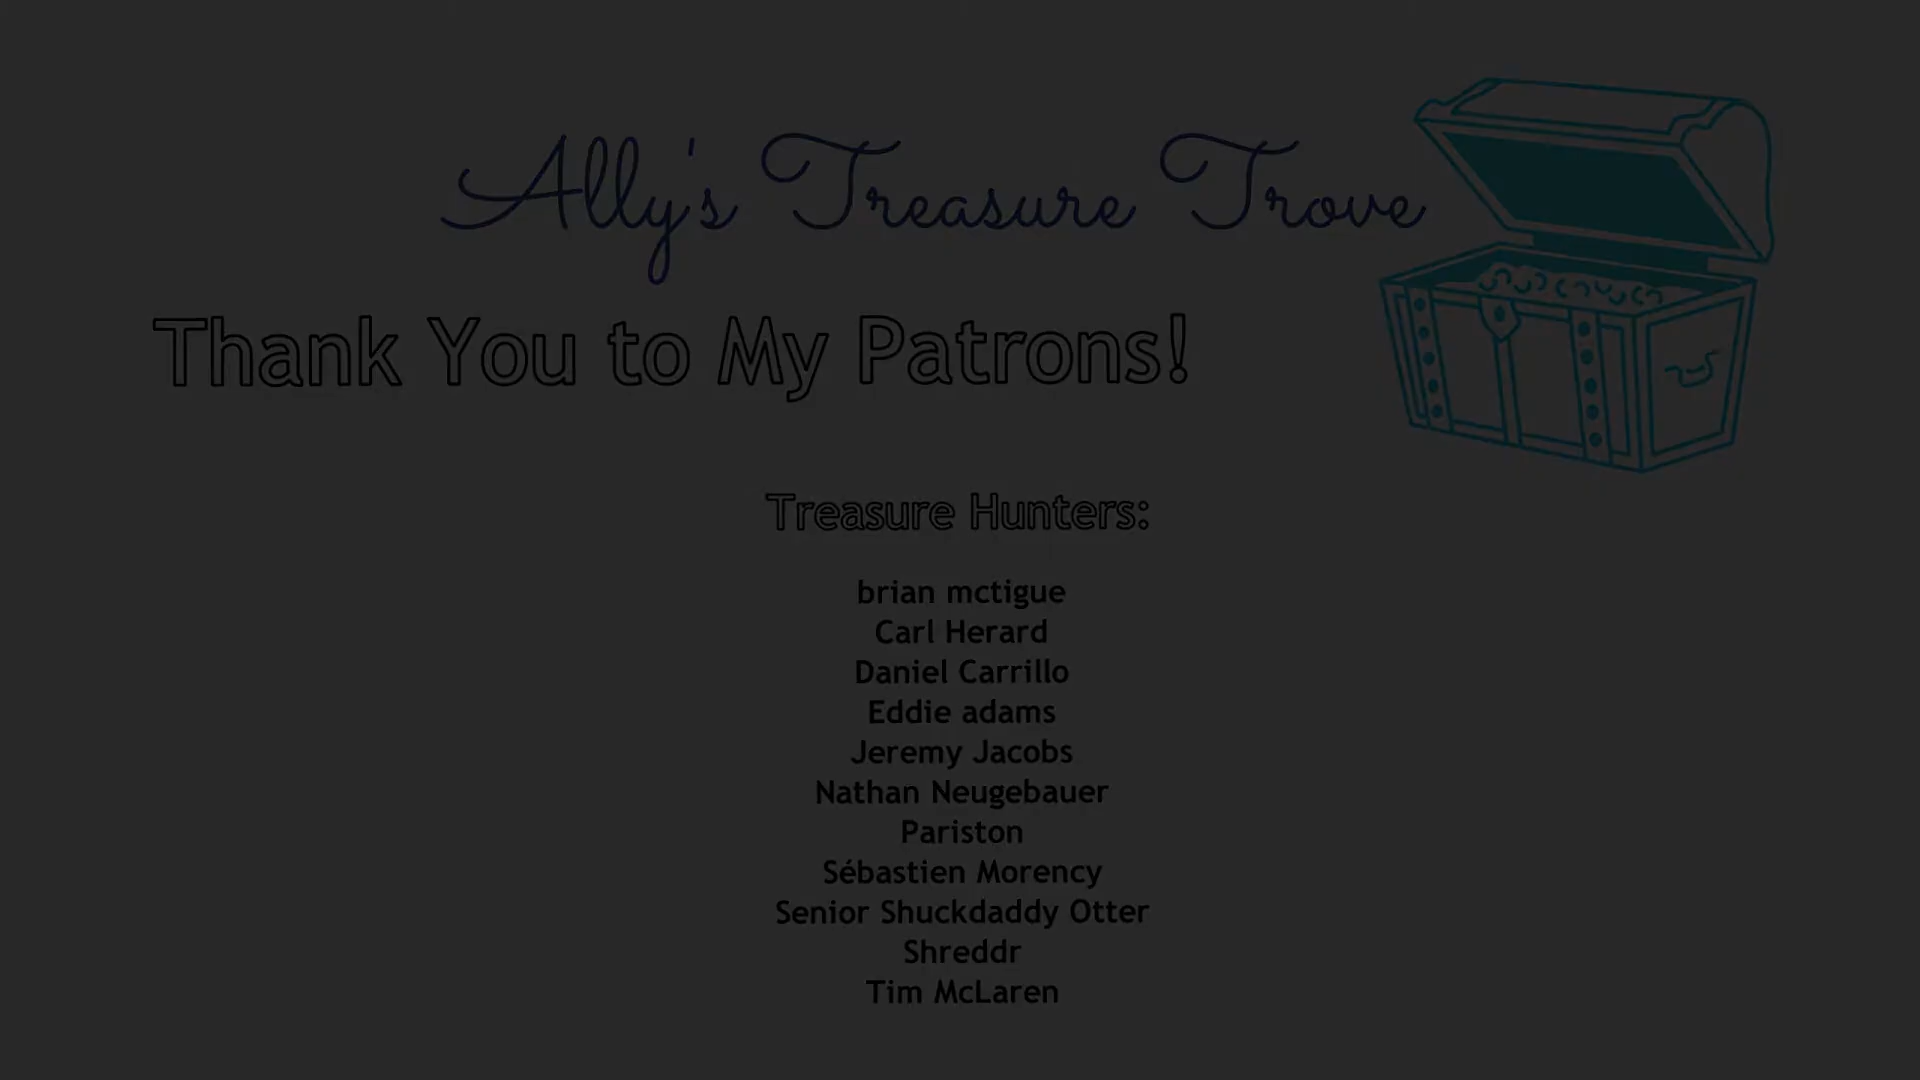 Ally's Treasure Trove
Thank You to My Patrons!
Treasure Hunters:
brian mctigue
Carl Herard
Daniel Carrillo
Eddie adams
Jeremy Jacobs
Nathan Neugebauer
Pariston
Sébastien Morency
Senior Shuckdaddy Otter
Shreddr
Tim McLaren